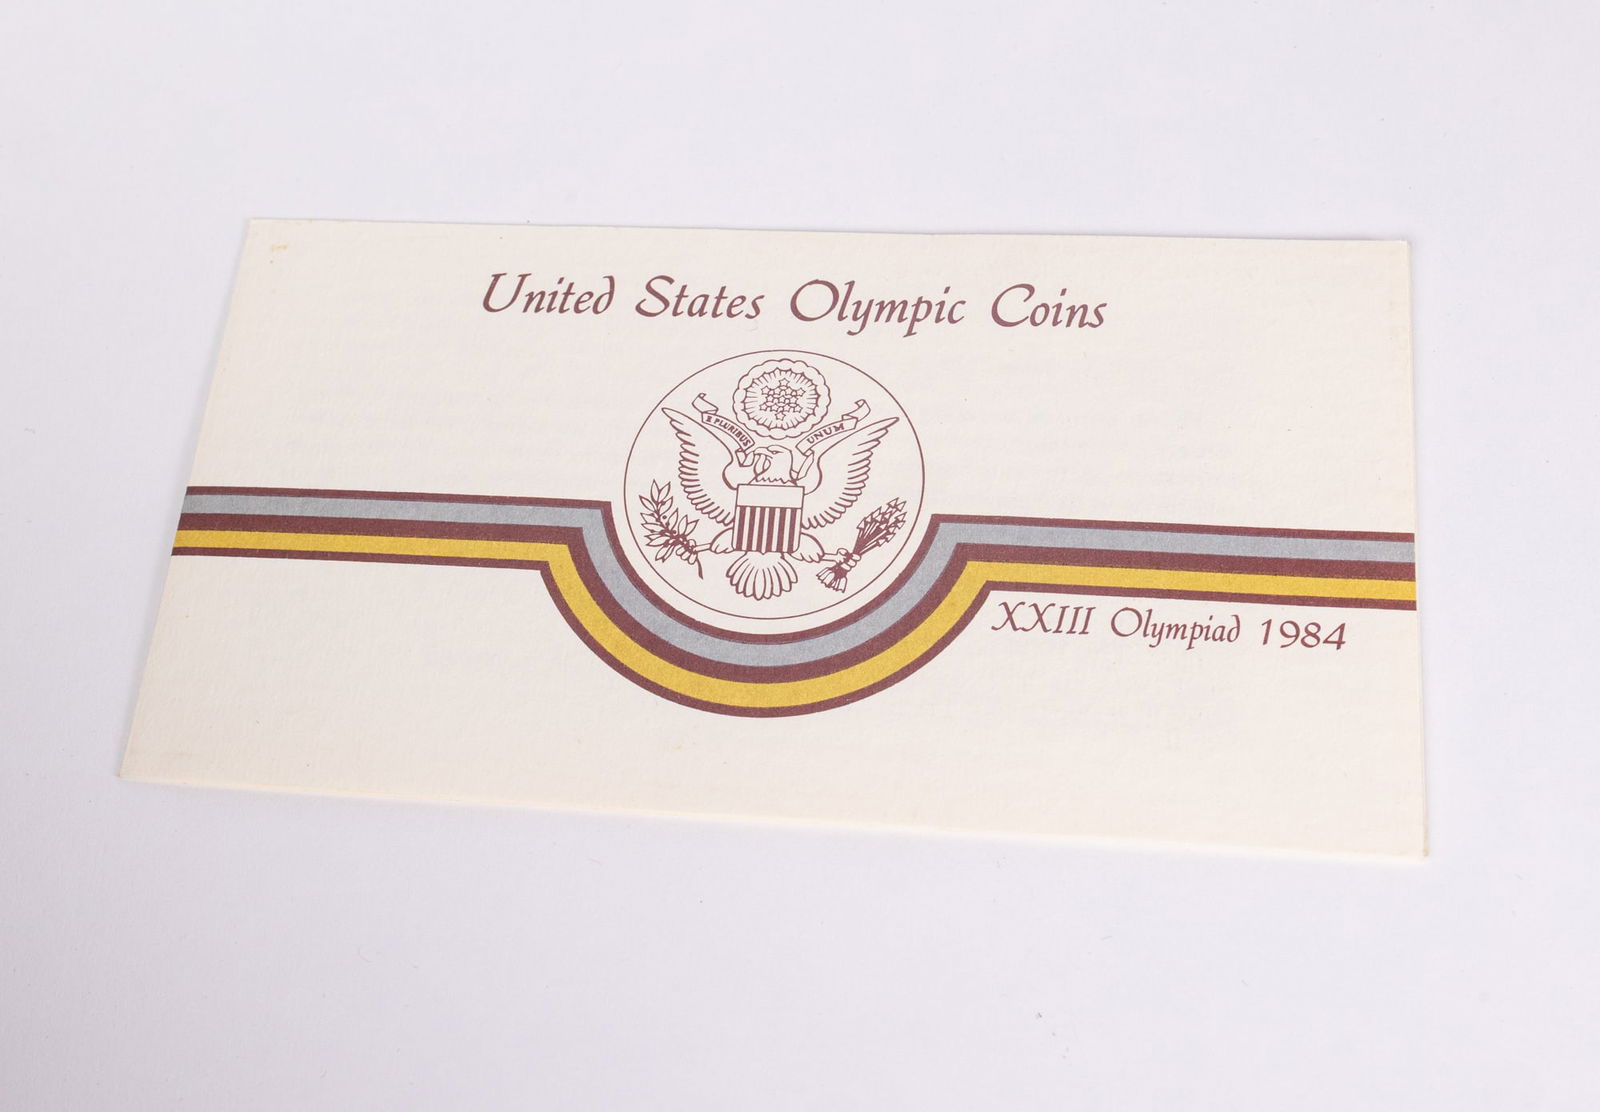 United States Olympic Coins
E PLURIBUS UNUM
XXIII Olympiad 1984